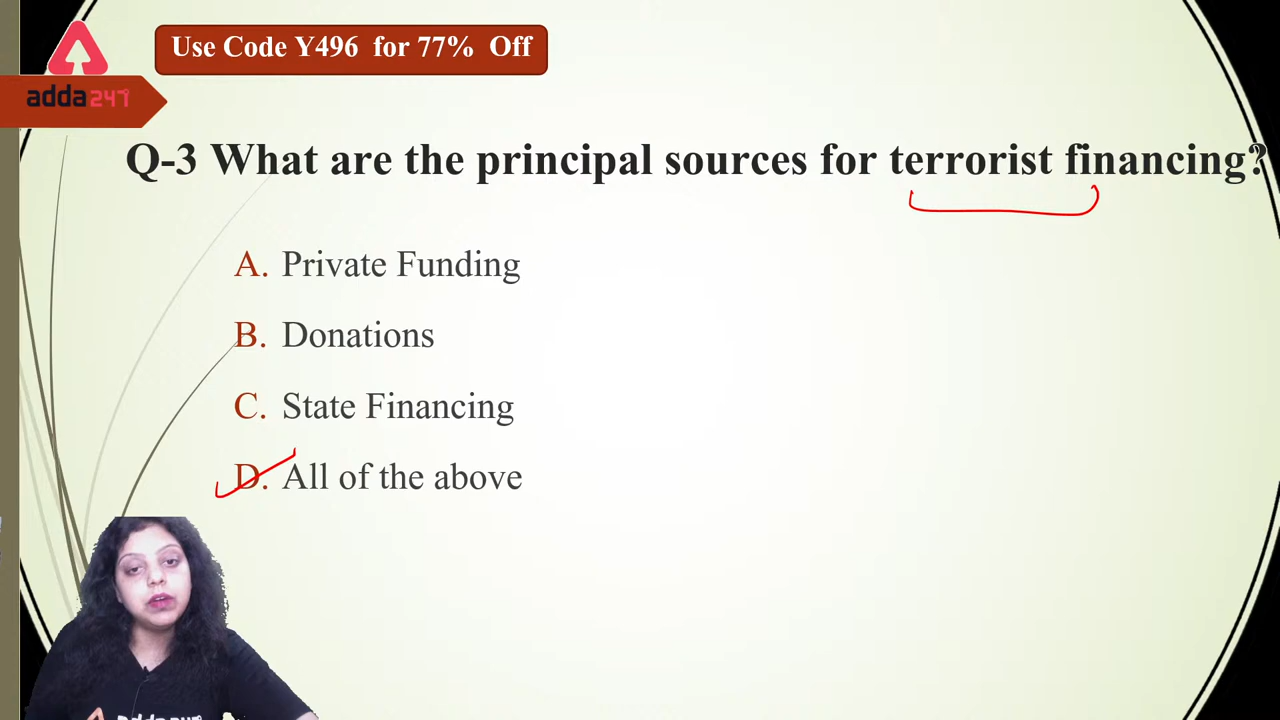 Use Code Y496 for 77% Off
adda247
Q-3 What are the principal sources for terrorist financing?
A. Private Funding
B. Donations
C. State Financing
D. All of the above
adda247